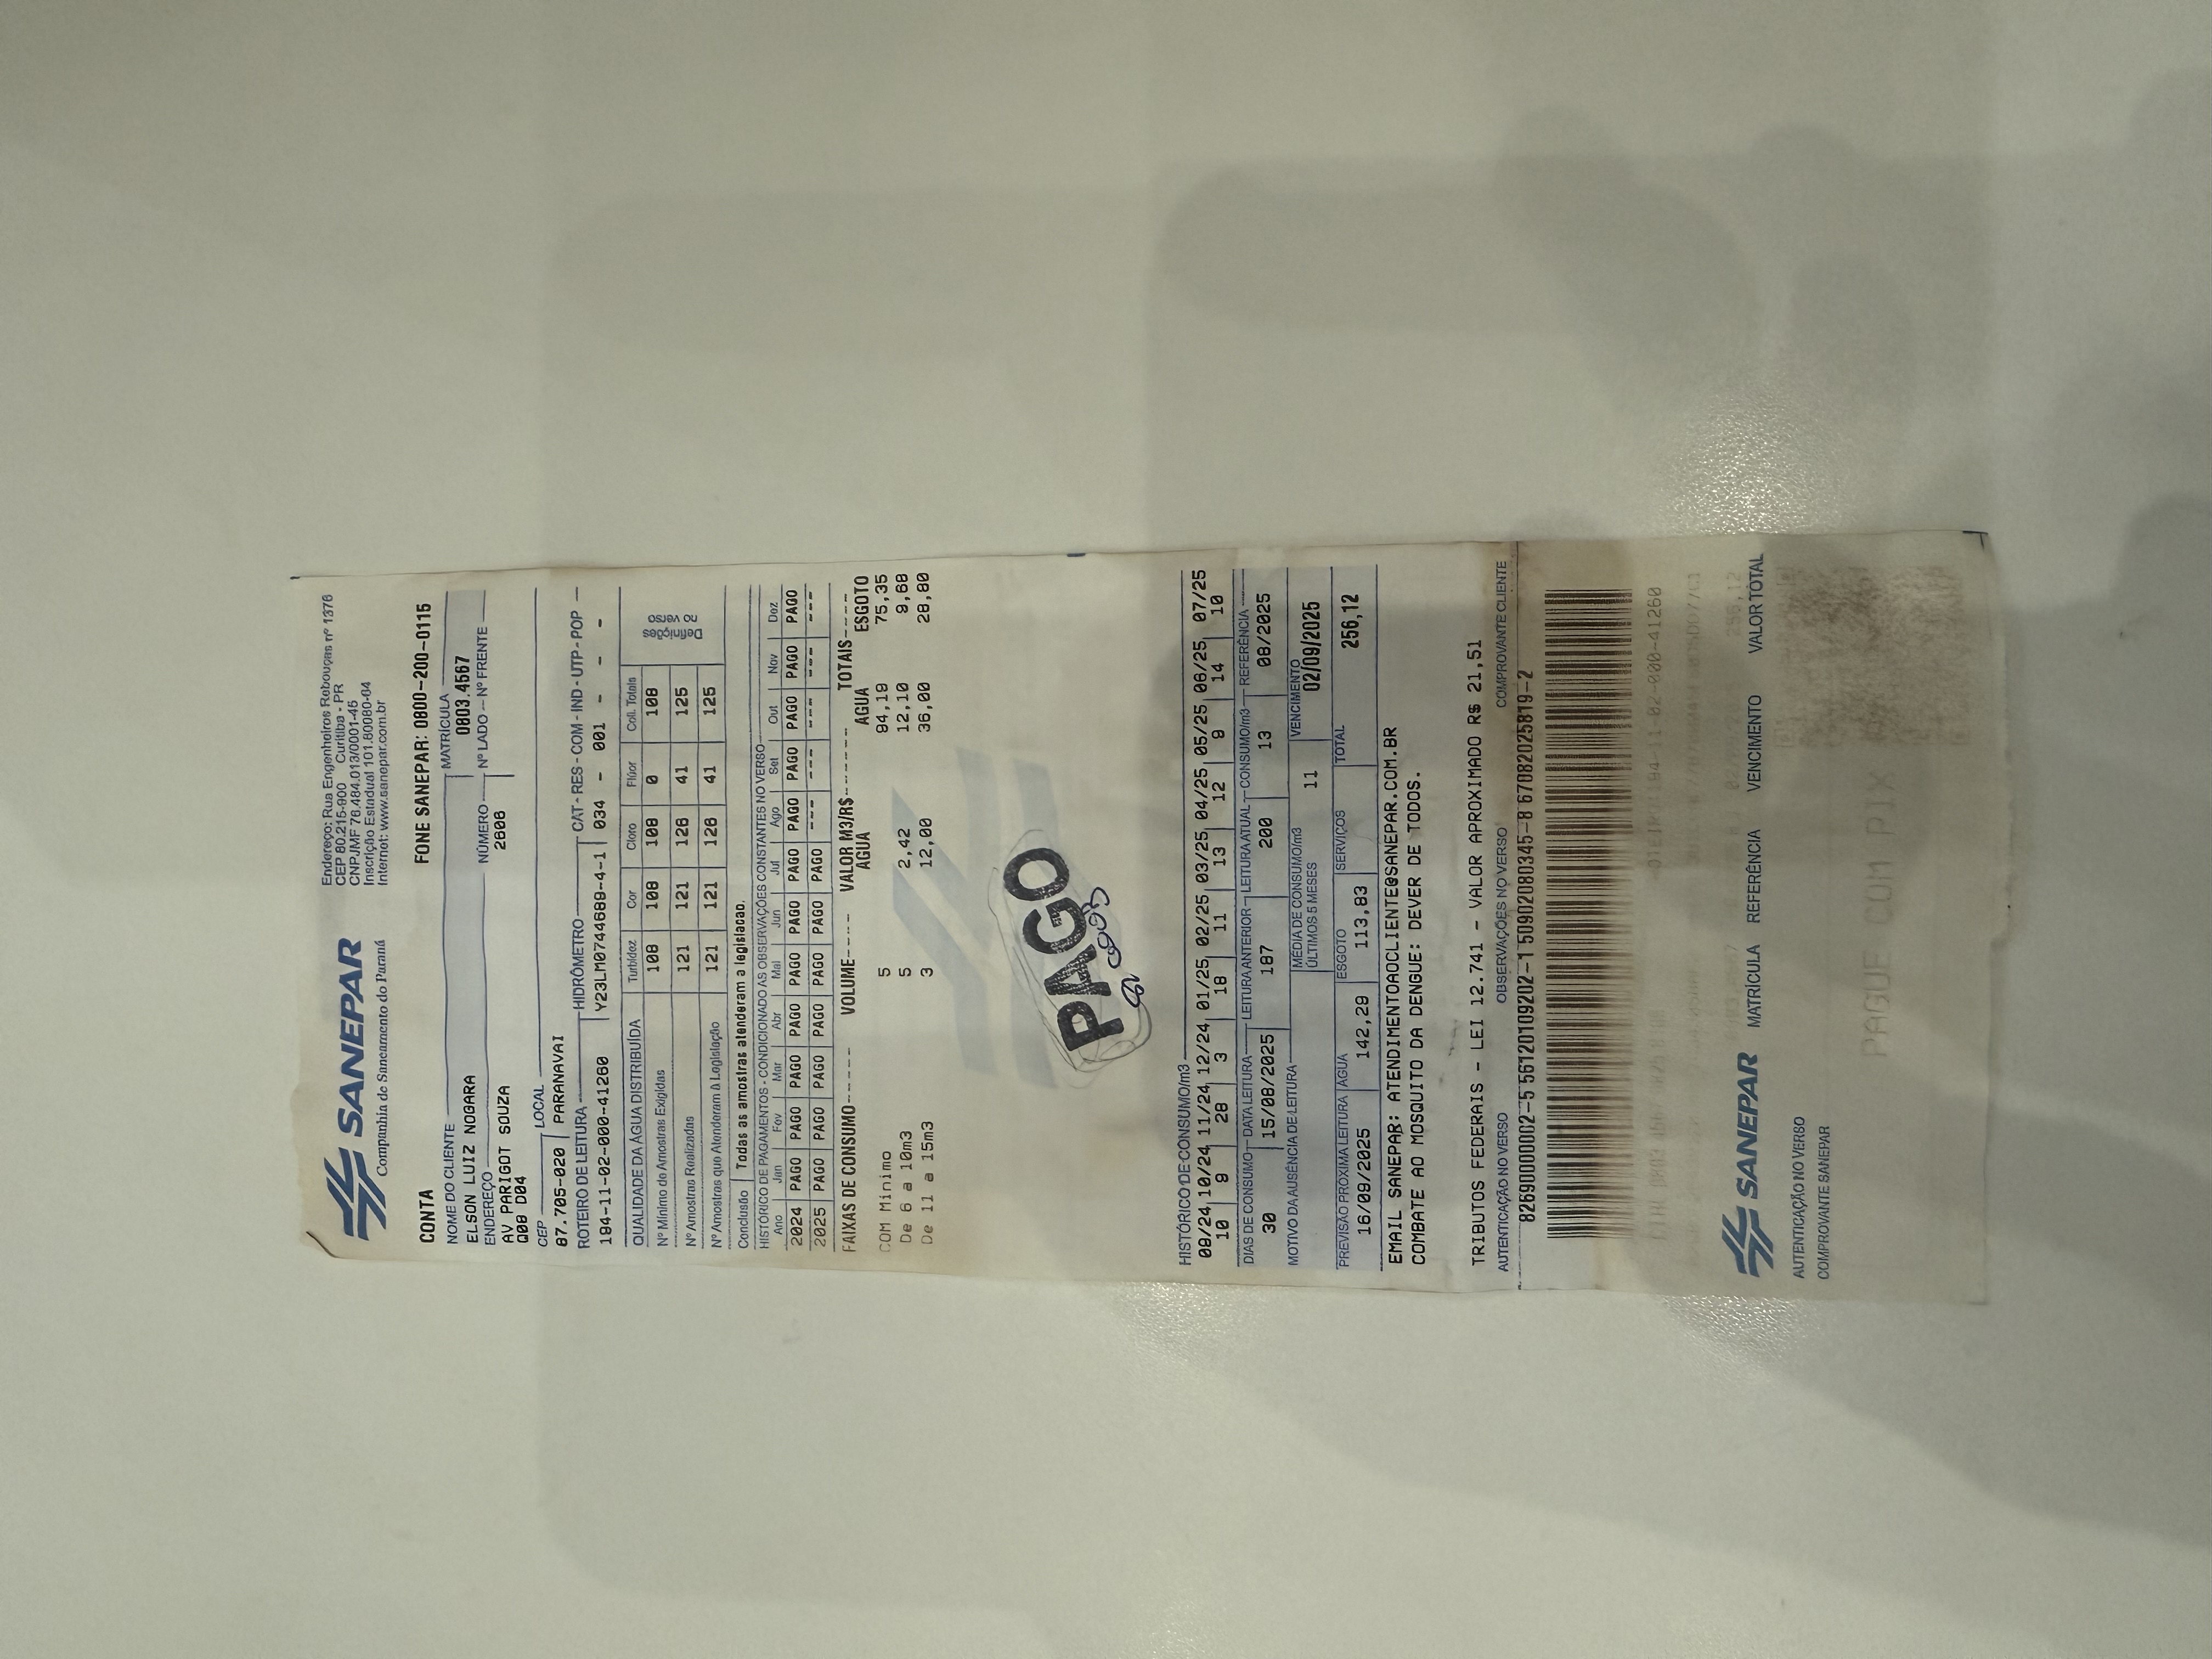 SANEPAR
Companhia de Saneamento do Paraná
Endereço: Rua Engenheiros Rebouças nº 1376
CEP 80.215-900 Curitiba - PR
CNPJMF 76.484.013/0001-45
Inscrição Estadual 101.80080-64
Internet: www.sanepar.com.br
CONTA FONE SANEPAR: 0800-200-0115
NOME DO CLIENTE MATRÍCULA
ELSON LUIZ NOGARA 0803.4567
ENDEREÇO NÚMERO Nº LADO Nº FRENTE
AV PARIGOT SOUZA 2606
Q08 D04
CEP LOCAL
87.705-020 PARANAVAI
ROTEIRO DE LEITURA HIDRÔMETRO CAT - RES - COM - IND - UTP - POP
194-11-02-000-41260 Y23LM0744689-4-1 034 - 001 - - -
QUALIDADE DA ÁGUA DISTRIBUÍDA Turbidez Cor Cloro Flúor Coli. Totais Definições no verso
Nº Mínimo de Amostras Exigidas 108 108 108 0 108
Nº Amostras Realizadas 121 121 126 41 125
Nº Amostras que Atenderam à Legislação 121 121 126 41 125
Conclusão Todas as amostras atenderam a legislacao.
HISTÓRICO DE PAGAMENTOS - CONDICIONADO AS OBSERVAÇÕES CONSTANTES NO VERSO
Ano Jan Fev Mar Abr Mai Jun Jul Ago Set Out Nov Dez
2024 PAGO PAGO PAGO PAGO PAGO PAGO PAGO PAGO PAGO PAGO PAGO PAGO
2025 PAGO PAGO PAGO PAGO PAGO PAGO PAGO --- --- --- --- ---
FAIXAS DE CONSUMO----- VOLUME----- VALOR M3/R$------- TOTAIS-----
AGUA AGUA ESGOTO
COM Minimo 5 94,19 75,35
De 6 a 10m3 5 2,42 12,10 9,68
De 11 a 15m3 3 12,00 36,00 28,80
PAGO
HISTÓRICO DE CONSUMO/m3
08/24 10/24 11/24 12/24 01/25 02/25 03/25 04/25 05/25 06/25 07/25
10 9 28 3 18 11 13 12 9 14 10
DIAS DE CONSUMO DATA LEITURA LEITURA ANTERIOR LEITURA ATUAL CONSUMO/m3 REFERÊNCIA
30 15/08/2025 187 200 13 08/2025
MOTIVO DA AUSÊNCIA DE LEITURA MÉDIA DE CONSUMO/m3 ÚLTIMOS 5 MESES VENCIMENTO
11 02/09/2025
PREVISÃO PRÓXIMA LEITURA ÁGUA ESGOTO SERVIÇOS TOTAL
16/09/2025 142,29 113,83 256,12
EMAIL SANEPAR: ATENDIMENTOAOCLIENTE@SANEPAR.COM.BR
COMBATE AO MOSQUITO DA DENGUE: DEVER DE TODOS.
TRIBUTOS FEDERAIS - LEI 12.741 - VALOR APROXIMADO R$ 21,51
AUTENTICAÇÃO NO VERSO OBSERVAÇÕES NO VERSO COMPROVANTE CLIENTE
82690000002-5 56120109202-1 50902080345-8 67082025819-2
SANEPAR MATRÍCULA REFERÊNCIA VENCIMENTO VALOR TOTAL
AUTENTICAÇÃO NO VERSO
COMPROVANTE SANEPAR
PAGUE COM PIX